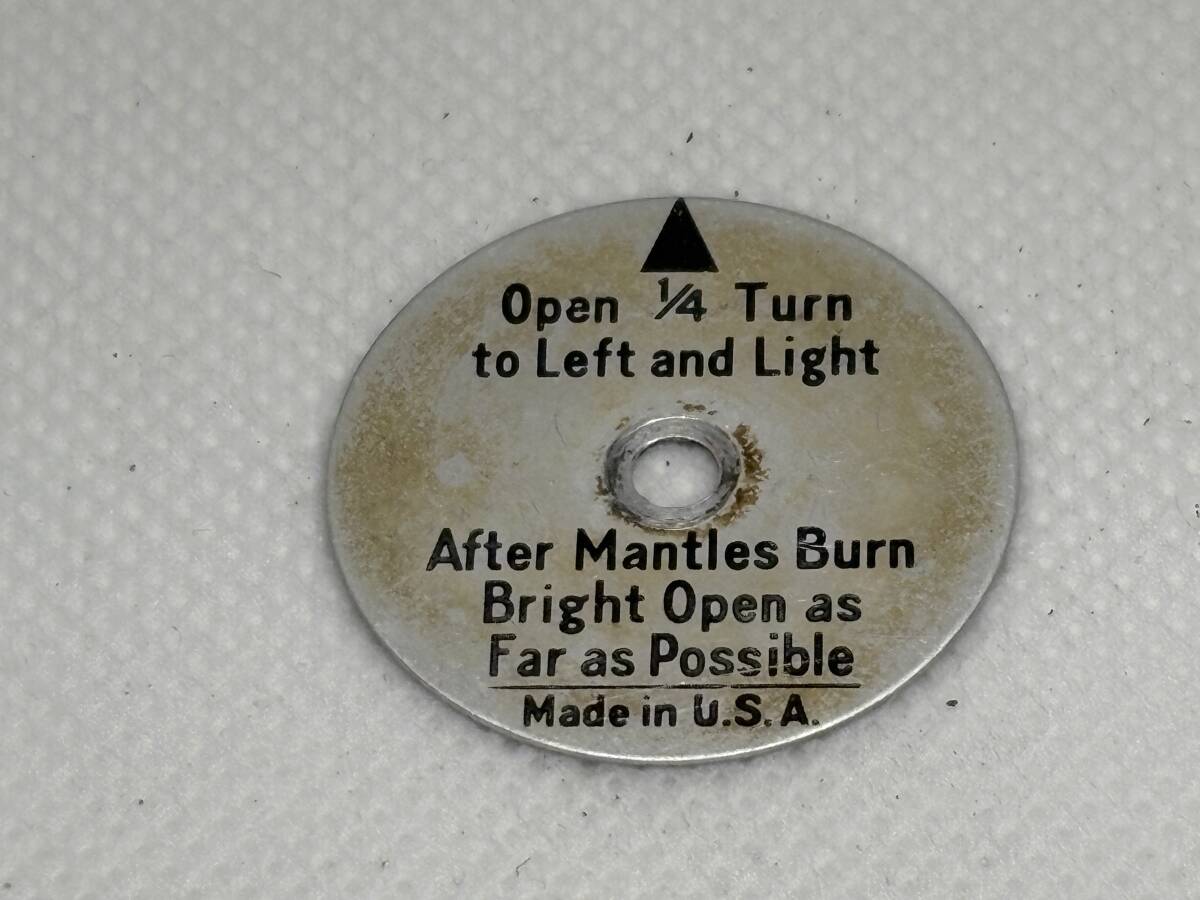 Open ¼ Turn
to Left and Light
After Mantles Burn
Bright Open as
Far as Possible
Made in U.S.A.